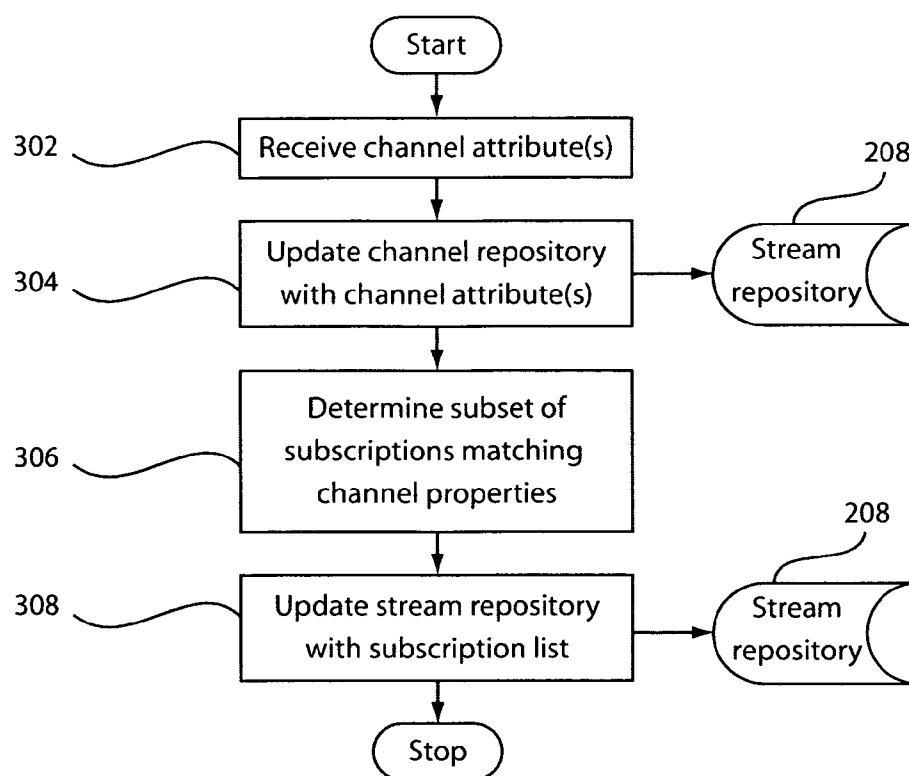 Start
302
Receive channel attribute(s)
208
304
Update channel repository
with channel attribute(s)
Stream
repository
306
Determine subset of
subscriptions matching
channel properties
208
308
Update stream repository
with subscription list
Stream
repository
Stop